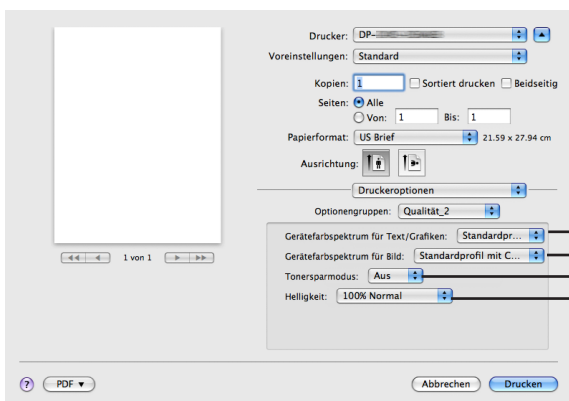 Drucker: DP-
Voreinstellungen: Standard
Kopien: 1 Sortiert drucken Beidseitig
Seiten: Alle
Von: 1 Bis: 1
Papierformat: US Brief 21.59 x 27.94 cm
Ausrichtung:
Druckeroptionen
Optionengruppen: Qualität_2
Gerätefarbspektrum für Text/Grafiken: Standardpr...
Gerätefarbspektrum für Bild: Standardprofil mit C...
Tonersparmodus: Aus
Helligkeit: 100% Normal
1 von 1
? PDF ▼ Abbrechen Drucken